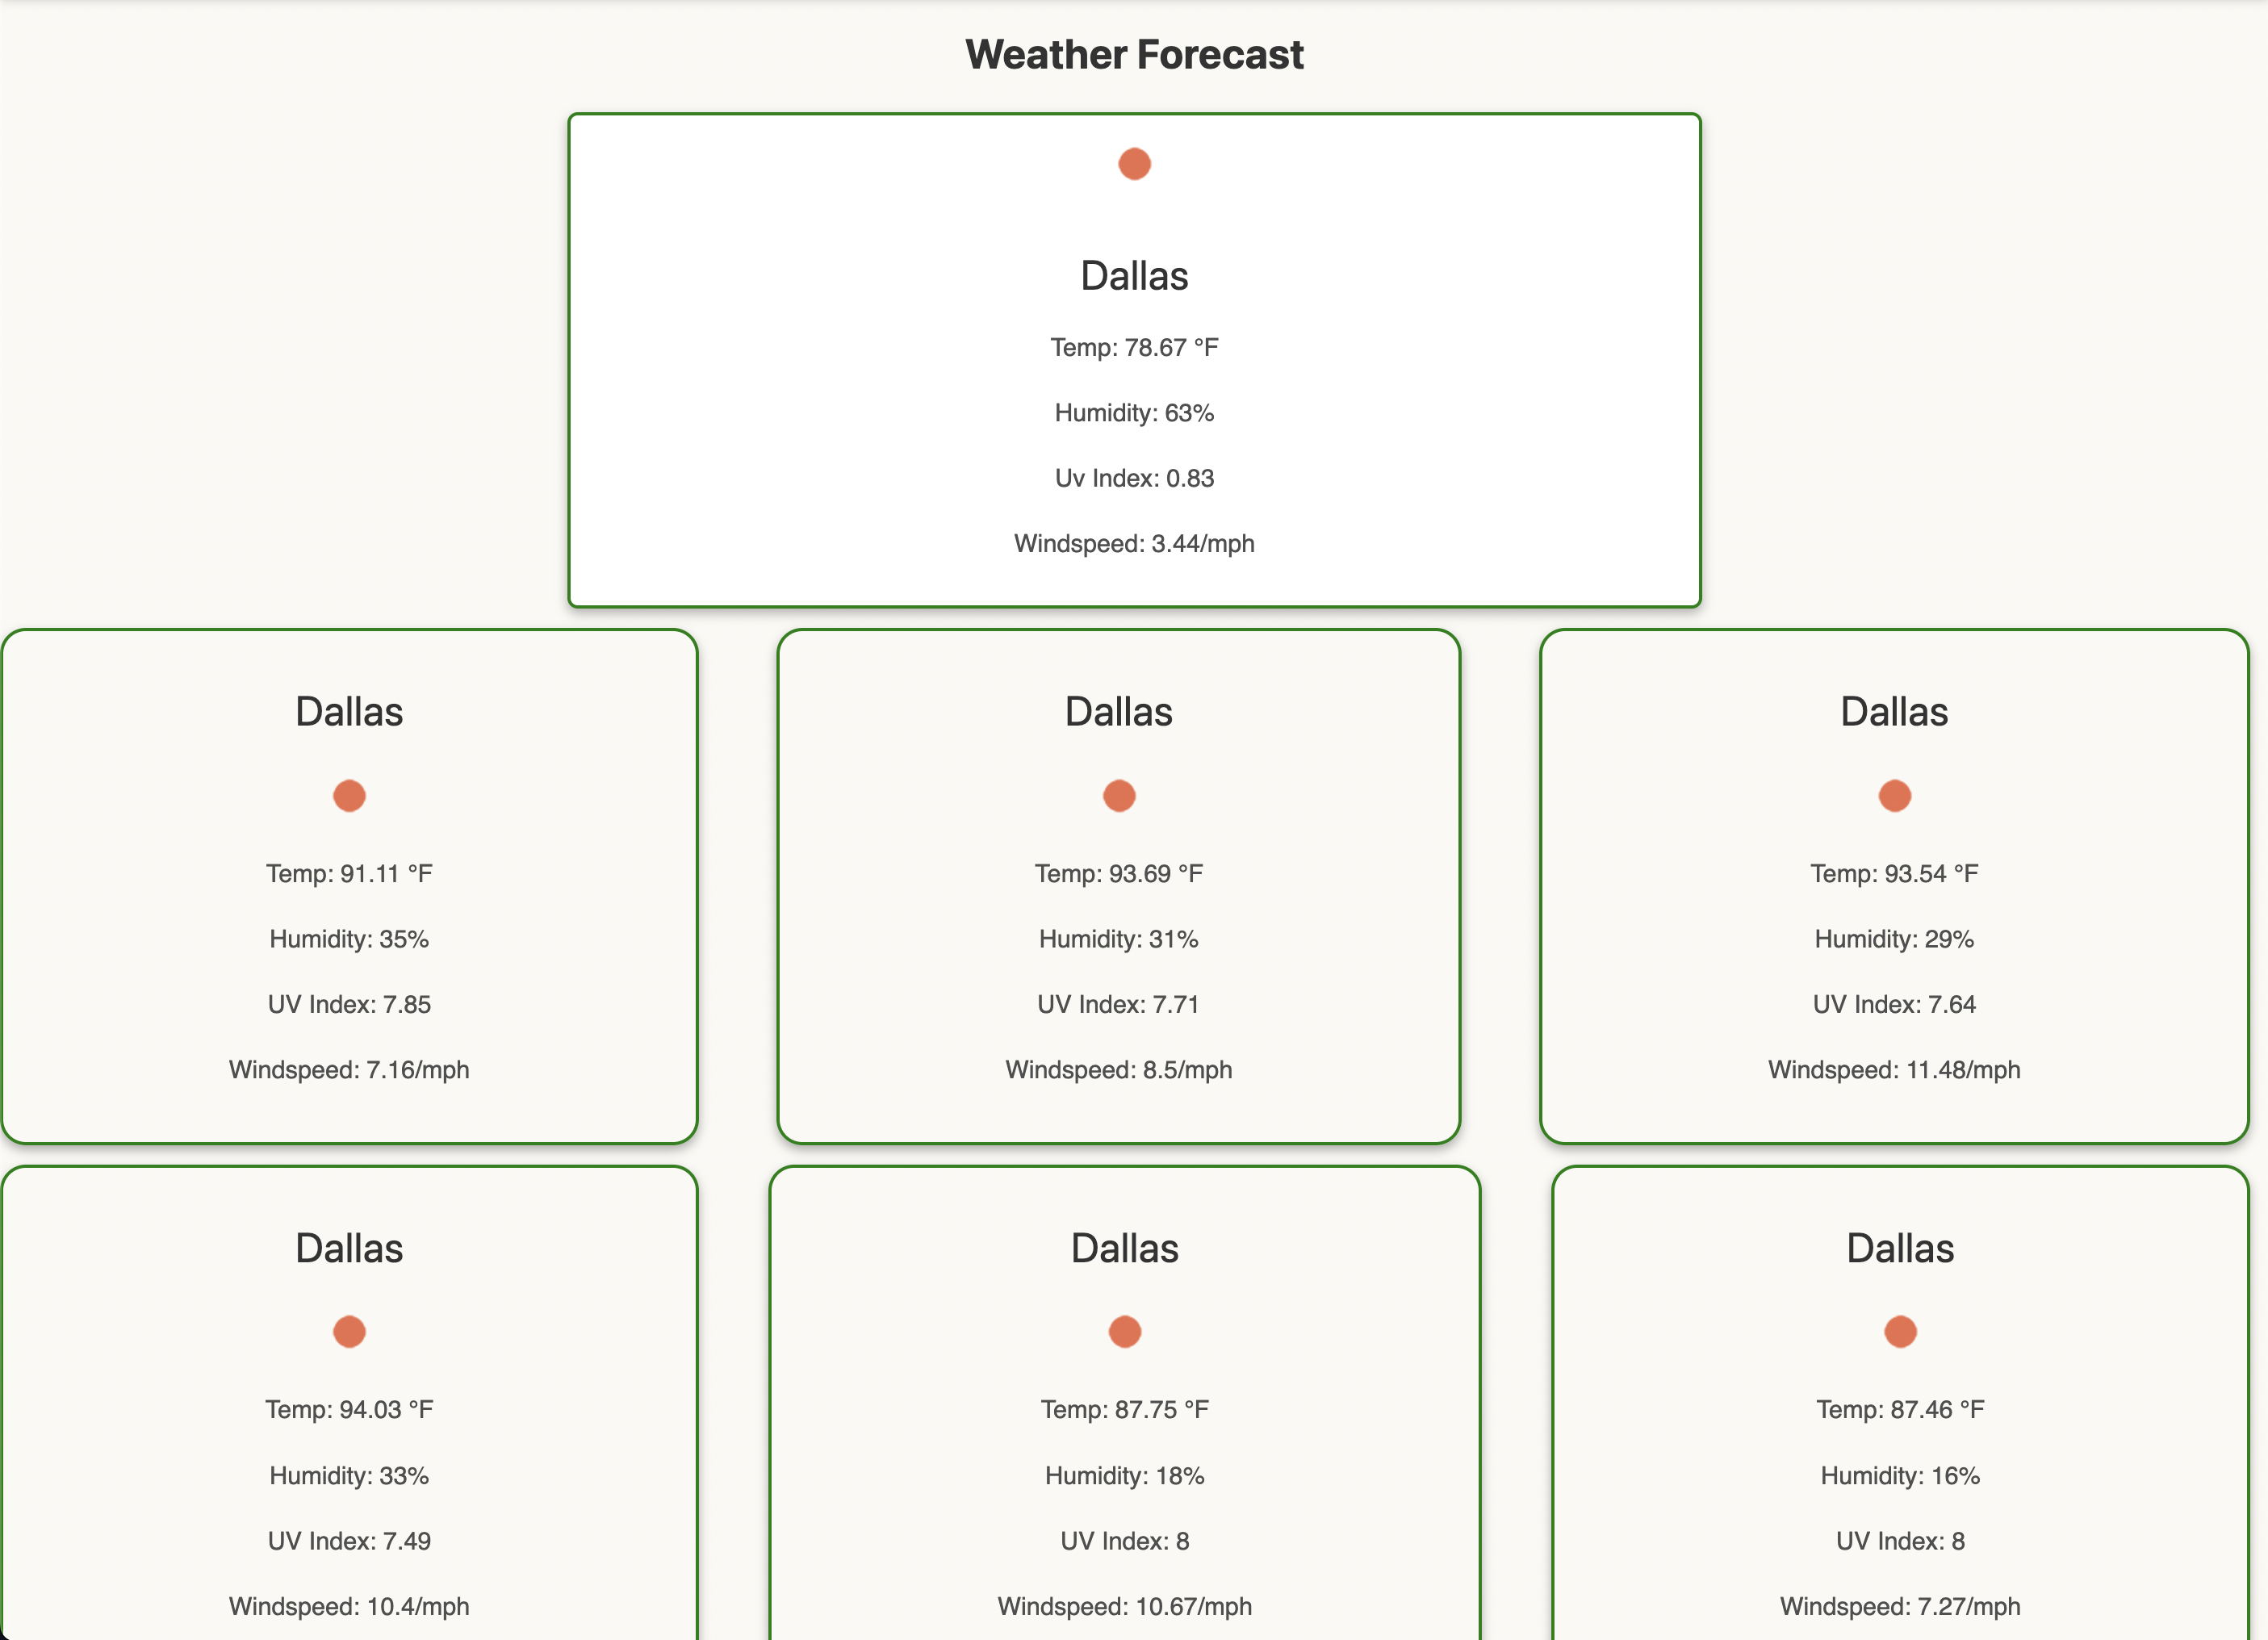 Weather Forecast
Dallas
Temp: 78.67 °F
Humidity: 63%
Uv Index: 0.83
Windspeed: 3.44/mph
Dallas
Temp: 91.11 °F
Humidity: 35%
UV Index: 7.85
Windspeed: 7.16/mph
Dallas
Temp: 93.69 °F
Humidity: 31%
UV Index: 7.71
Windspeed: 8.5/mph
Dallas
Temp: 93.54 °F
Humidity: 29%
UV Index: 7.64
Windspeed: 11.48/mph
Dallas
Temp: 94.03 °F
Humidity: 33%
UV Index: 7.49
Windspeed: 10.4/mph
Dallas
Temp: 87.75 °F
Humidity: 18%
UV Index: 8
Windspeed: 10.67/mph
Dallas
Temp: 87.46 °F
Humidity: 16%
UV Index: 8
Windspeed: 7.27/mph